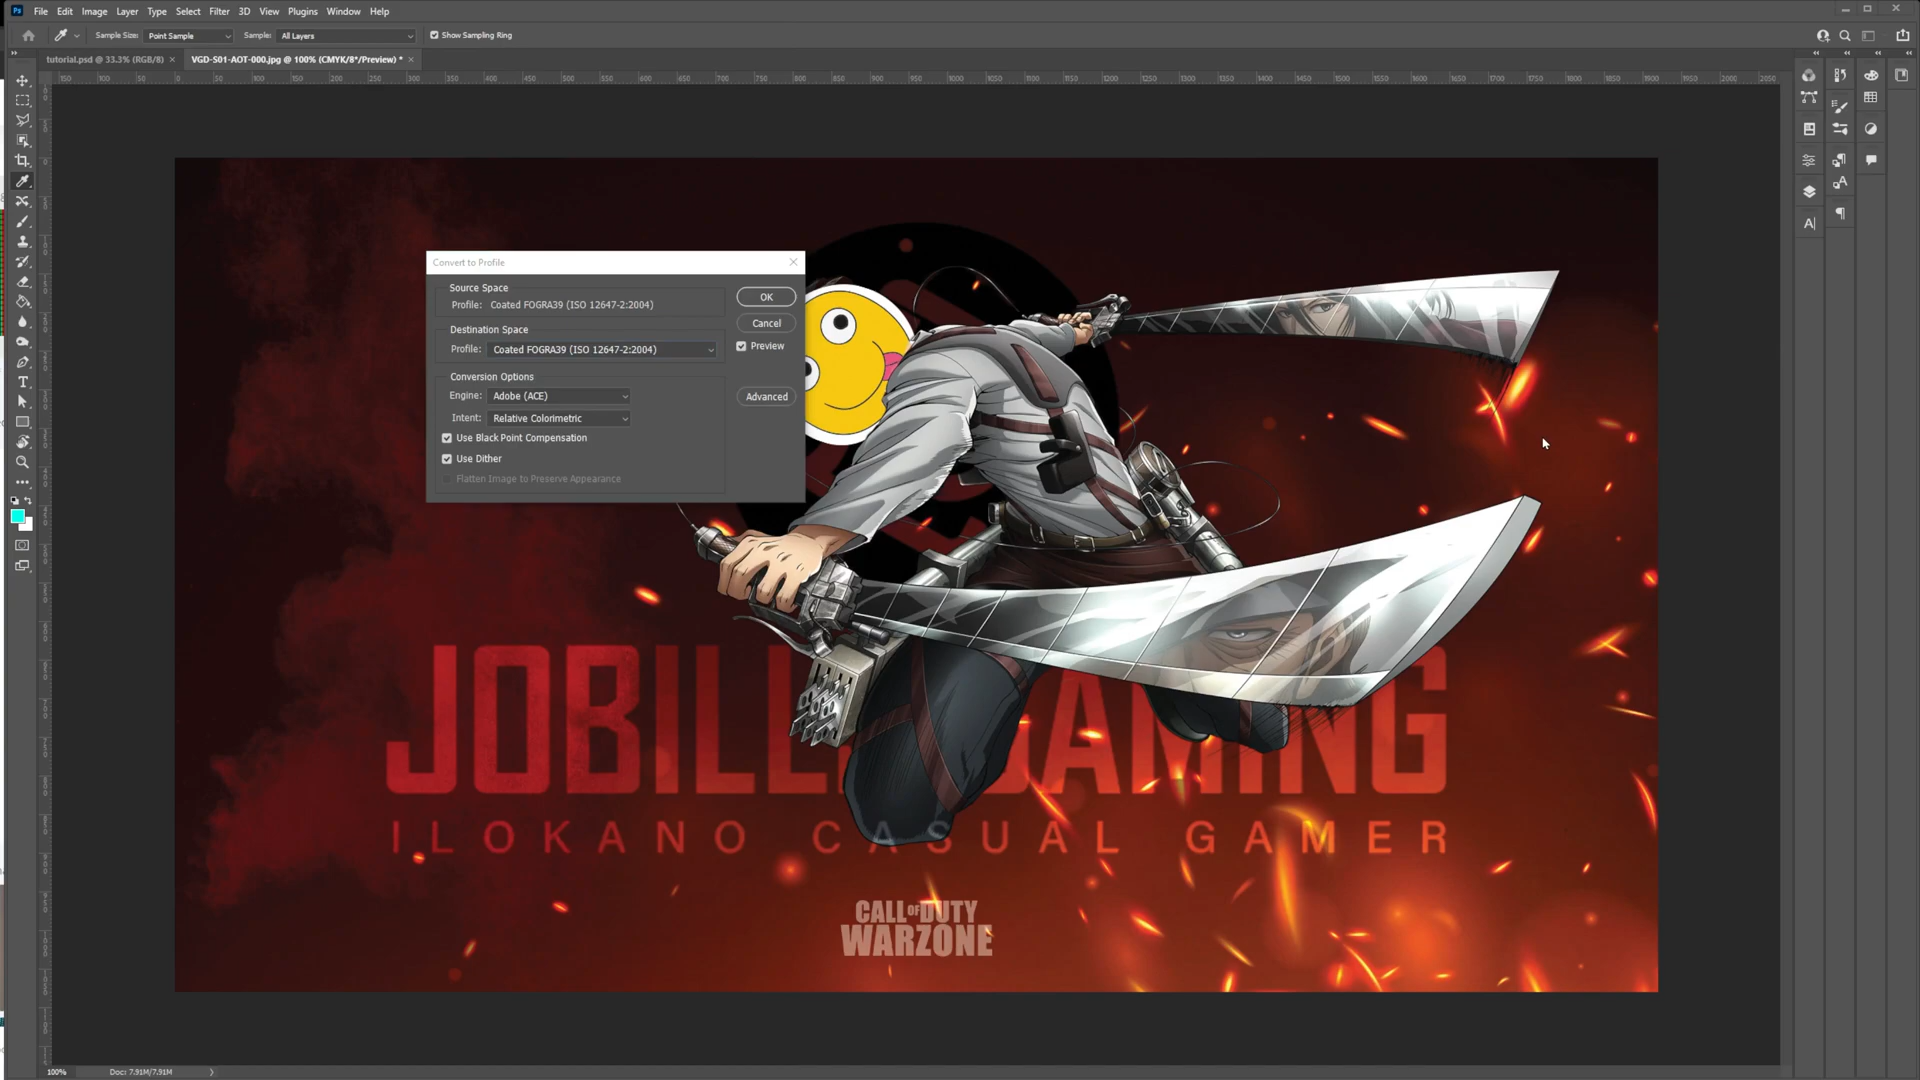 File Edit Image Layer Type Select Filter 3D View Plugins Window Help
Sample Size: Point Sample Sample: All Layers Show Sampling Ring
tutorial.psd @ 33.3% (RGB/8) × VGD-S01-AOT-000.jpg @ 100% (CMYK/8*/Preview) * ×
Convert to Profile
Source Space
Profile: Coated FOGRA39 (ISO 12647-2:2004)
OK
Cancel
Destination Space
Profile: Coated FOGRA39 (ISO 12647-2:2004)
Preview
Conversion Options
Engine: Adobe (ACE)
Advanced
Intent: Relative Colorimetric
Use Black Point Compensation
Use Dither
Flatten Image to Preserve Appearance
GAMING
ILOKANO CASUAL GAMER
CALL OF DUTY
WARZONE
100% Doc: 7.91M/7.91M